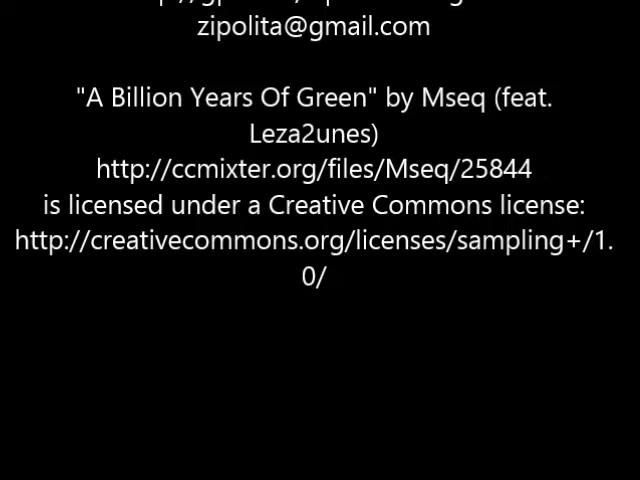 zipolita@gmail.com
"A Billion Years Of Green" by Mseq (feat.
Leza2unes)
http://ccmixter.org/files/Mseq/25844
is licensed under a Creative Commons license:
http://creativecommons.org/licenses/sampling+/1.
0/